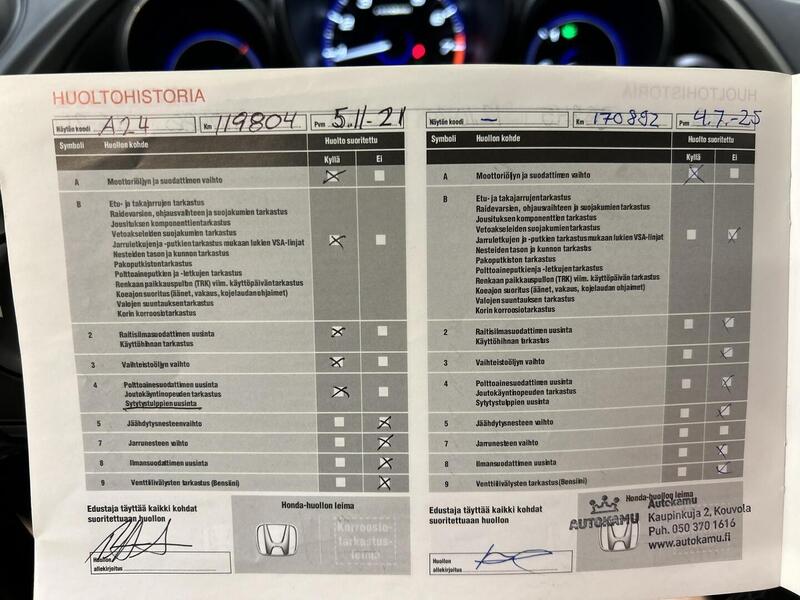 HUOLTOHISTORIA
Näytön koodi A24 Km 119804 Pvm 5.11-21
Symboli Huollon kohde Huolto suoritettu
Kyllä Ei
A Moottoriöljyn ja suodattimen vaihto
B Etu- ja takajarrujen tarkastus
Raidevarsien, ohjausvaihteen ja suojakumien tarkastus
Jousituksen komponenttien tarkastus
Vetoakseleiden suojakumien tarkastus
Jarruletkujen ja -putkien tarkastus mukaan lukien VSA-linjat
Nesteiden tason ja kunnon tarkastus
Pakoputkiston tarkastus
Polttoaineputkien ja -letkujen tarkastus
Renkaan paikkauspullon (TRK) viim. käyttöpäivän tarkastus
Koeajon suoritus (äänet, vakaus, kojelaudan ohjaimet)
Valojen suuntauksen tarkastus
Korin korroosiotarkastus
2 Raitisilmasuodattimen uusinta
Käyttöhihnan tarkastus
3 Vaihteistoöljyn vaihto
4 Polttoainesuodattimen uusinta
Joutokäyntinopeuden tarkastus
Sytytystulppien uusinta
5 Jäähdytysnesteen vaihto
7 Jarrunesteen vaihto
8 Ilmansuodattimen uusinta
9 Venttiilivälysten tarkastus (Bensiini)
Edustaja täyttää kaikki kohdat
suoritettuaan huollon
Honda-huollon leima
Korroosio-
tarkastus-
leima
Huollon
allekirjoitus
HUOLTOHISTORIA
Näytön koodi – Km 170892 Pvm 4.7.-25
Symboli Huollon kohde Huolto suoritettu
Kyllä Ei
A Moottoriöljyn ja suodattimen vaihto
B Etu- ja takajarrujen tarkastus
Raidevarsien, ohjausvaihteen ja suojakumien tarkastus
Jousituksen komponenttien tarkastus
Vetoakseleiden suojakumien tarkastus
Jarruletkujen ja -putkien tarkastus mukaan lukien VSA-linjat
Nesteiden tason ja kunnon tarkastus
Pakoputkiston tarkastus
Polttoaineputkien ja -letkujen tarkastus
Renkaan paikkauspullon (TRK) viim. käyttöpäivän tarkastus
Koeajon suoritus (äänet, vakaus, kojelaudan ohjaimet)
Valojen suuntauksen tarkastus
Korin korroosiotarkastus
2 Raitisilmasuodattimen uusinta
Käyttöhihnan tarkastus
3 Vaihteistoöljyn vaihto
4 Polttoainesuodattimen uusinta
Joutokäyntinopeuden tarkastus
Sytytystulppien uusinta
5 Jäähdytysnesteen vaihto
7 Jarrunesteen vaihto
8 Ilmansuodattimen uusinta
9 Venttiilivälysten tarkastus (Bensiini)
Edustaja täyttää kaikki kohdat
suoritettuaan huollon
Honda-huollon leima
AUTOKAMU
Autokamu
Kaupinkuja 2, Kouvola
Puh. 050 370 1616
www.autokamu.fi
Huollon
allekirjoitus